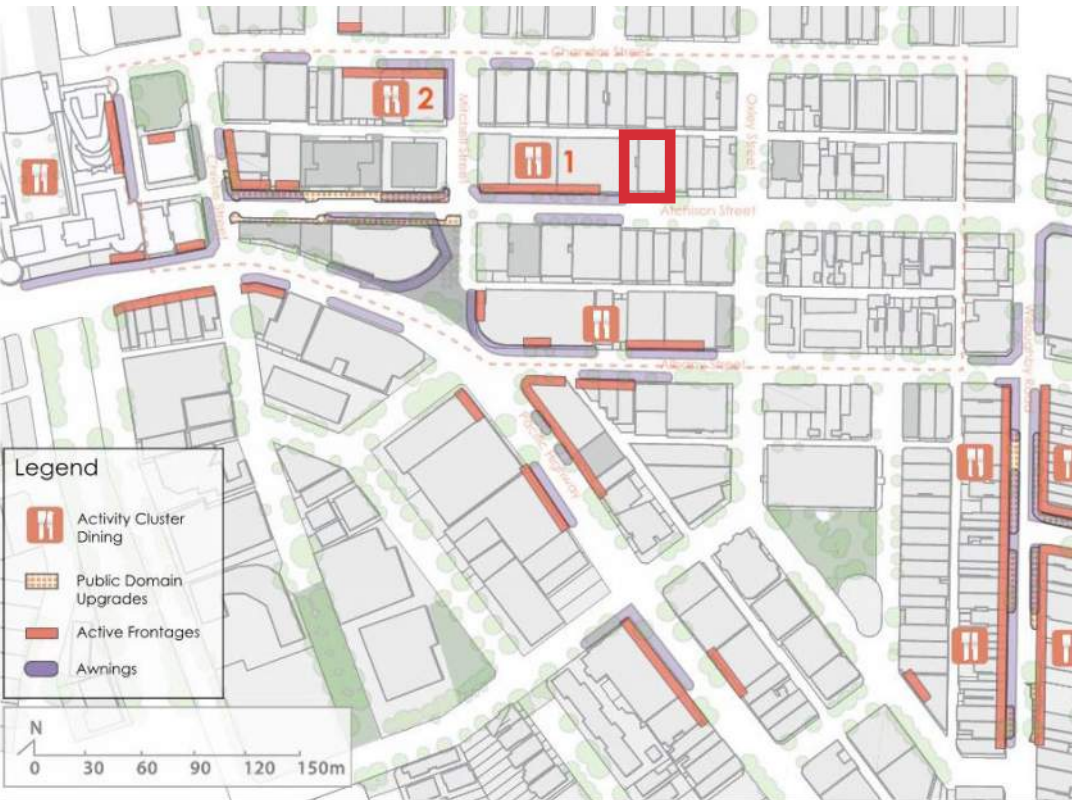 Chandos Street
2
Mitchell Street
Oxley Street
1
Atchison Street
Albany Street
Pacific Highway
Willoughby Road
Legend
Activity Cluster
Dining
Public Domain
Upgrades
Active Frontages
Awnings
N
0 30 60 90 120 150m